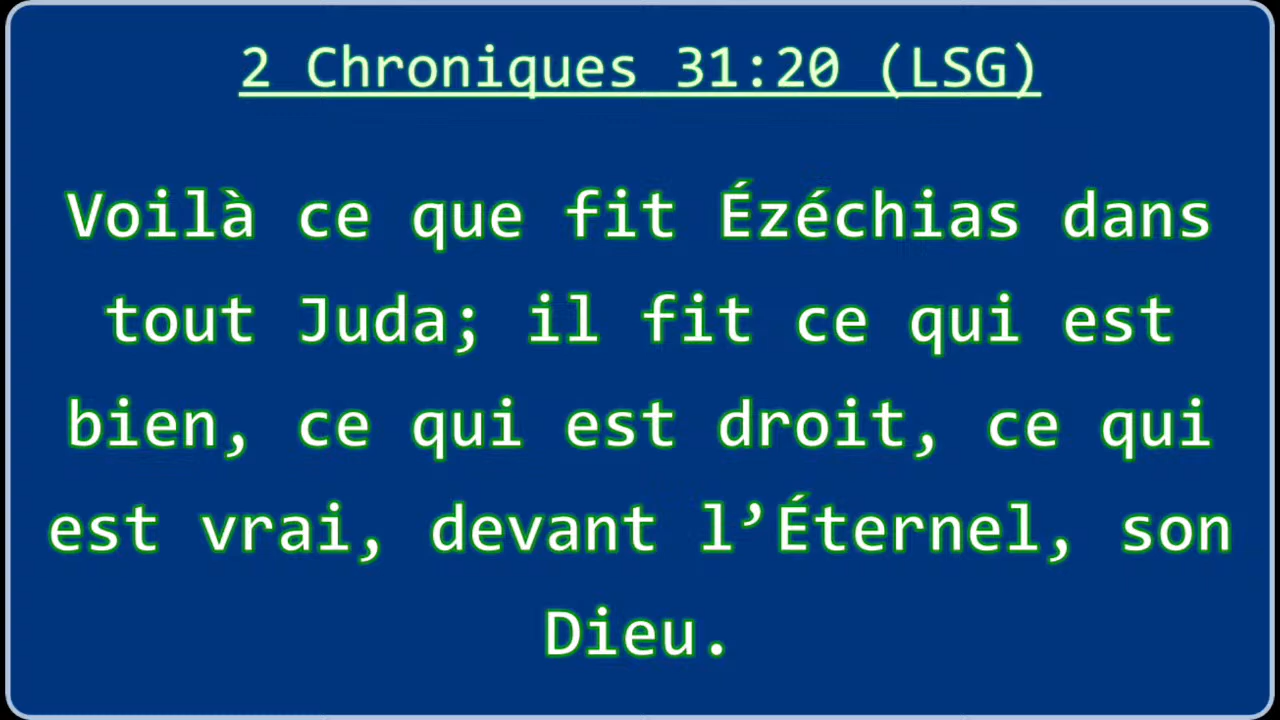 2 Chroniques 31:20 (LSG)
Voilà ce que fit Ézéchias dans
tout Juda; il fit ce qui est
bien, ce qui est droit, ce qui
est vrai, devant l’Éternel, son
Dieu.